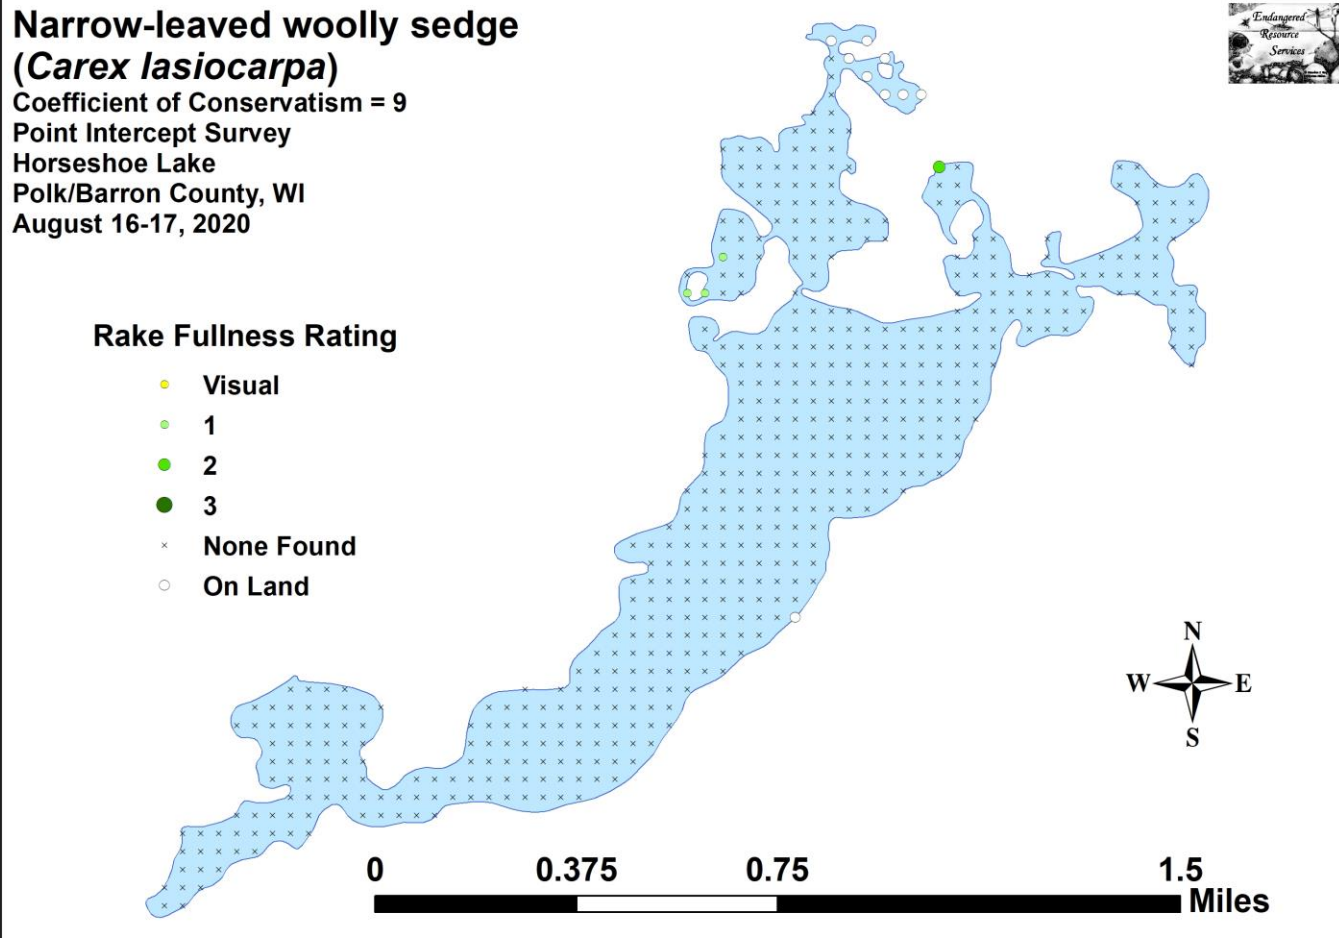 Narrow-leaved woolly sedge
(Carex lasiocarpa)
Coefficient of Conservatism = 9
Point Intercept Survey
Horseshoe Lake
Polk/Barron County, WI
August 16-17, 2020
Endangered
Resource
Services
Rake Fullness Rating
Visual
1
2
3
None Found
On Land
N
W E
S
0 0.375 0.75 1.5
Miles